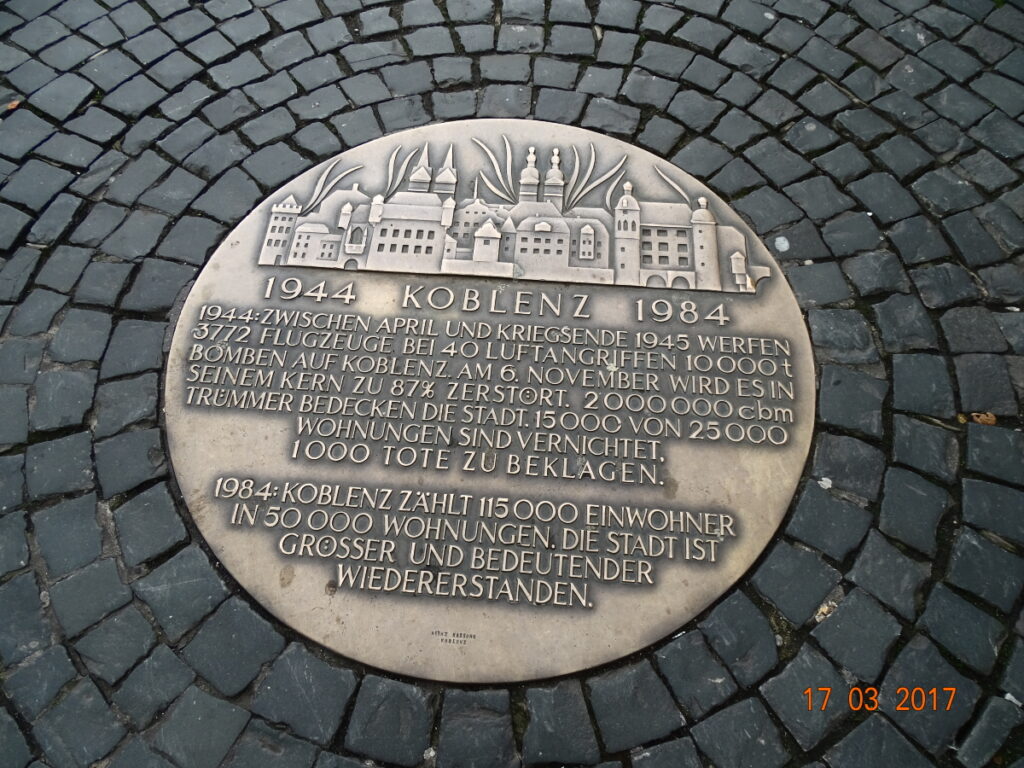 1944 KOBLENZ 1984
1944: ZWISCHEN APRIL UND KRIEGSENDE 1945 WERFEN
3772 FLUGZEUGE BEI 40 LUFTANGRIFFEN 10000 t
BOMBEN AUF KOBLENZ. AM 6. NOVEMBER WIRD ES IN
SEINEM KERN ZU 87% ZERSTÖRT. 2000000 cbm
TRÜMMER BEDECKEN DIE STADT. 15000 VON 25000
WOHNUNGEN SIND VERNICHTET.
1000 TOTE ZU BEKLAGEN.
1984: KOBLENZ ZÄHLT 115000 EINWOHNER
IN 50000 WOHNUNGEN. DIE STADT IST
GRÖSSER UND BEDEUTENDER
WIEDERERSTANDEN.
KOBLENZ
17 03 2017